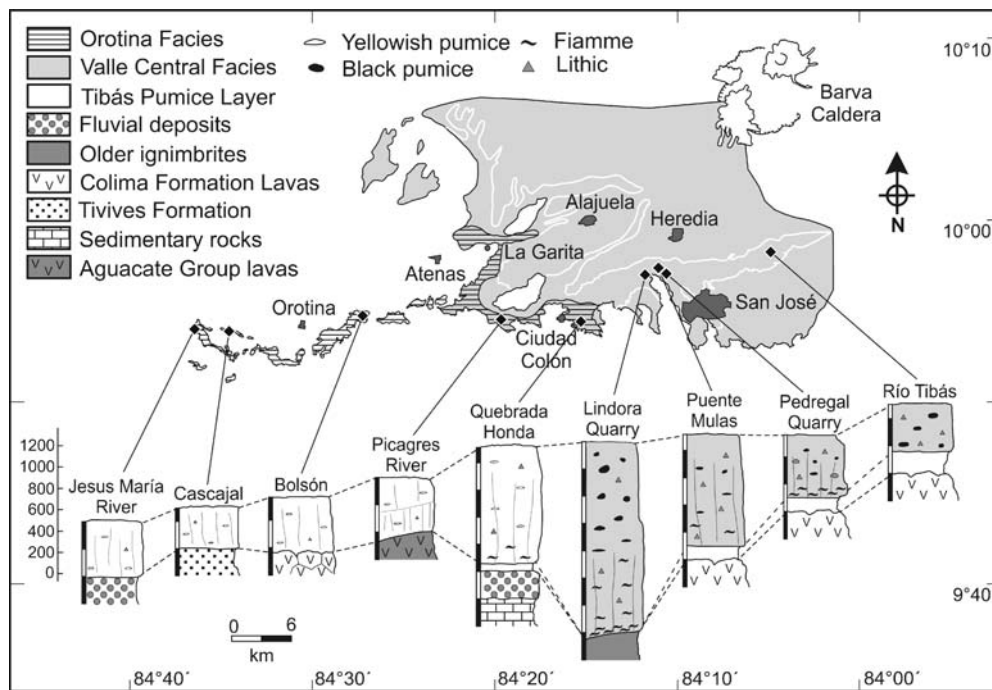 Orotina Facies
Valle Central Facies
Tibás Pumice Layer
Fluvial deposits
Older ignimbrites
Colima Formation Lavas
Tivives Formation
Sedimentary rocks
Aguacate Group lavas
Yellowish pumice
Black pumice
Fiamme
Lithic
10°10'
Barva
Caldera
N
10°00'
Alajuela
Heredia
La Garita
Atenas
Orotina
San José
Ciudad
Colón
Río Tibás
Pedregal
Quarry
Puente
Mulas
Lindora
Quarry
Quebrada
Honda
Picagres
River
Bolsón
Cascajal
Jesus María
River
1200
1000
800
600
400
200
0
9°40'
0 6
km
84°40´
84°30´
84°20´
84°10´
84°00´